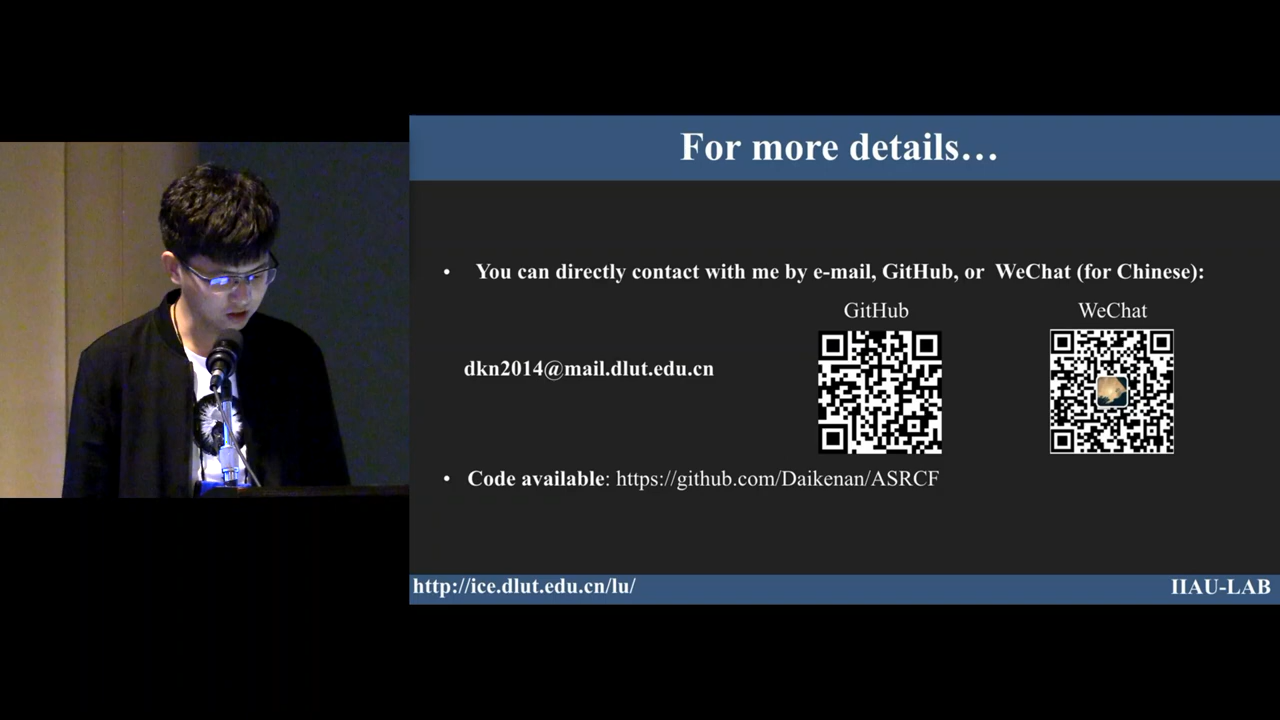 For more details…
• You can directly contact with me by e-mail, GitHub, or WeChat (for Chinese):
GitHub
WeChat
dkn2014@mail.dlut.edu.cn
• Code available: https://github.com/Daikenan/ASRCF
http://ice.dlut.edu.cn/lu/
IIAU-LAB